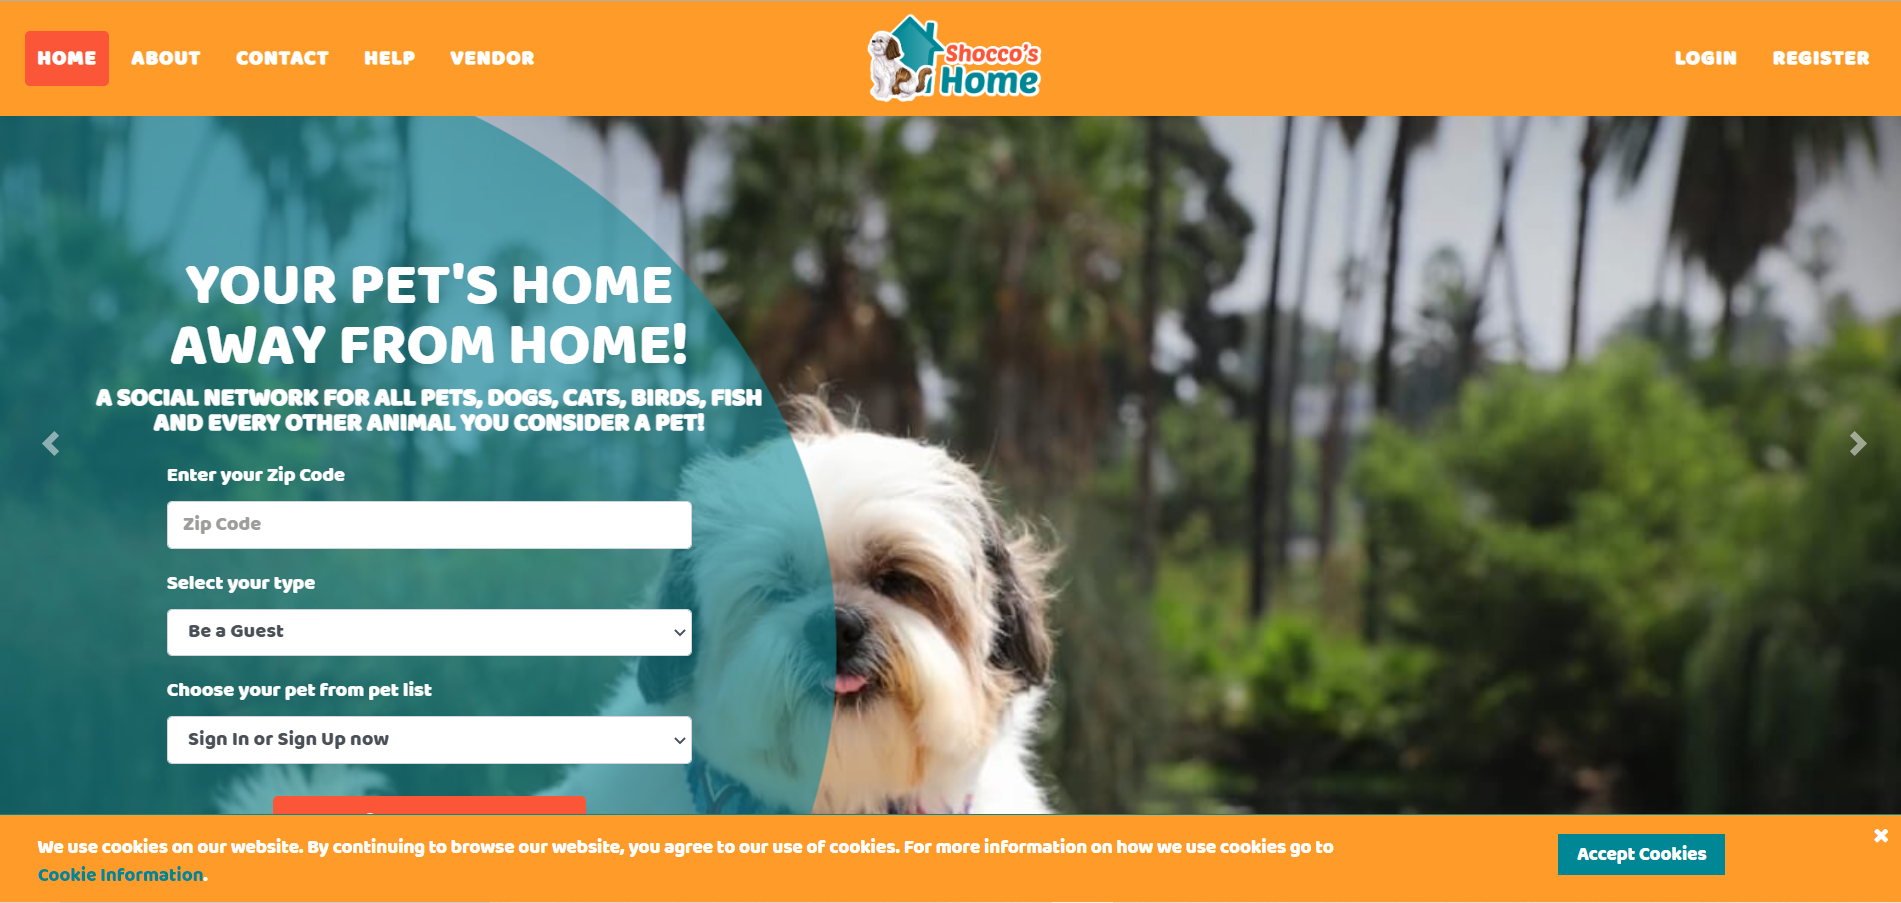 HOME
ABOUT
CONTACT
HELP
VENDOR
Shocco's
Home
LOGIN
REGISTER
YOUR PET'S HOME
AWAY FROM HOME!
A SOCIAL NETWORK FOR ALL PETS, DOGS, CATS, BIRDS, FISH
AND EVERY OTHER ANIMAL YOU CONSIDER A PET!
Enter your Zip Code
Zip Code
Select your type
Be a Guest
Choose your pet from pet list
Sign In or Sign Up now
We use cookies on our website. By continuing to browse our website, you agree to our use of cookies. For more information on how we use cookies go to
Cookie Information.
Accept Cookies